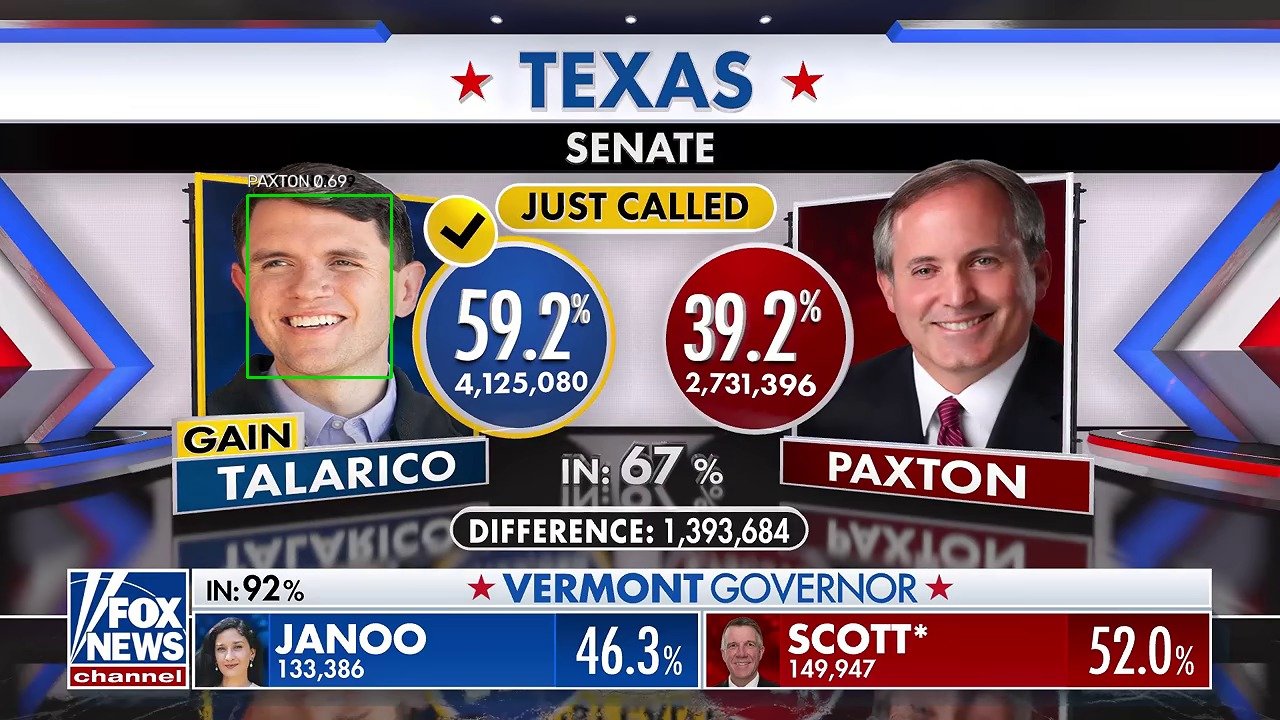 TEXAS
SENATE
PAXTON 0.69?
JUST CALLED
59.2%
4,125,080
39.2%
2,731,396
GAIN
TALARICO
IN: 67 %
PAXTON
DIFFERENCE: 1,393,684
TALARICO
PAXTON
IN: 92%
VERMONT GOVERNOR
FOX
NEWS
channel
JANOO
133,386
46.3%
SCOTT*
149,947
52.0%